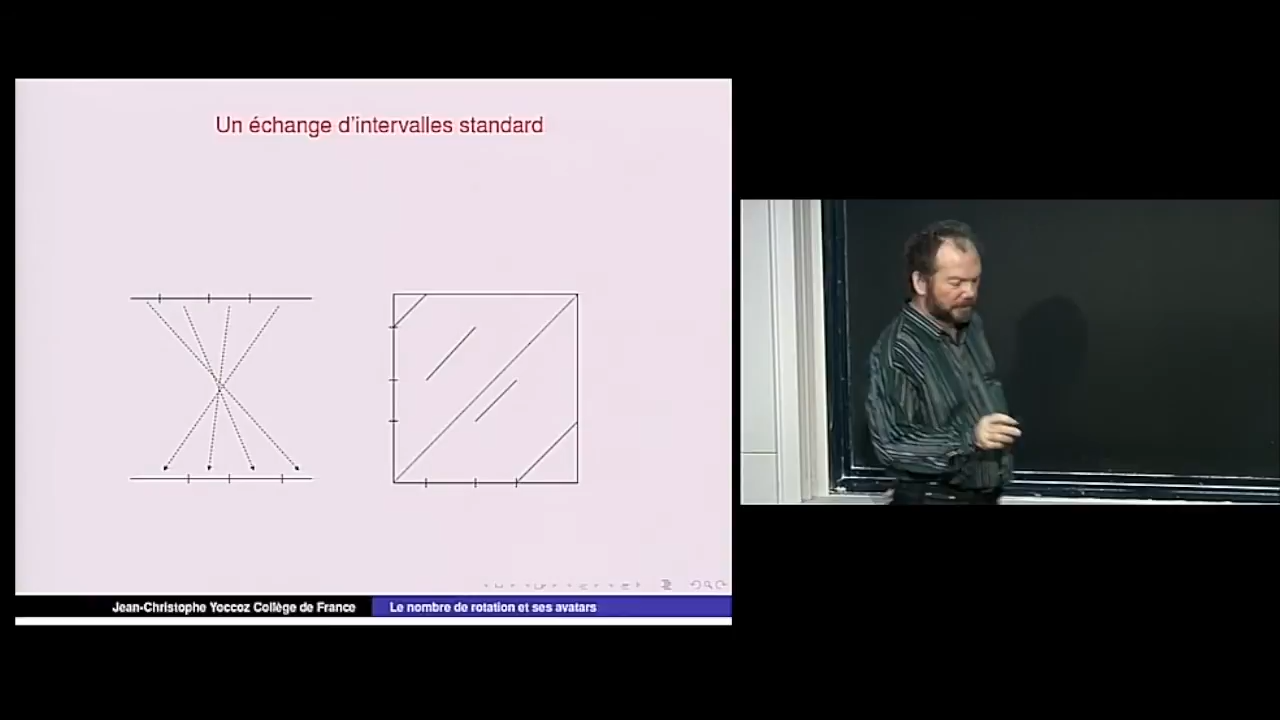 Un échange d'intervalles standard
Jean-Christophe Yoccoz Collège de France
Le nombre de rotation et ses avatars